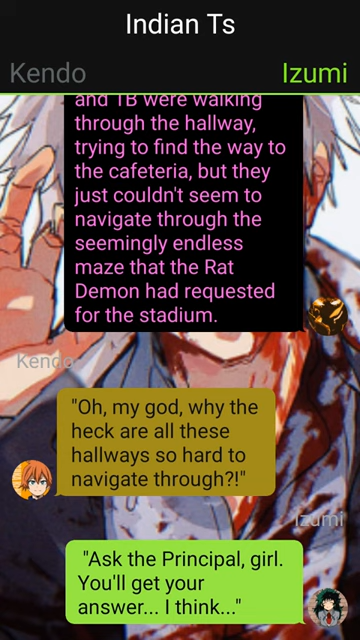 Indian Ts
Kendo Izumi
and TB were walking
through the hallway,
trying to find the way to
the cafeteria, but they
just couldn't seem to
navigate through the
seemingly endless
maze that the Rat
Demon had requested
for the stadium.
Kendo
"Oh, my god, why the
heck are all these
hallways so hard to
navigate through?!"
Izumi
"Ask the Principal, girl.
You'll get your
answer... I think..."